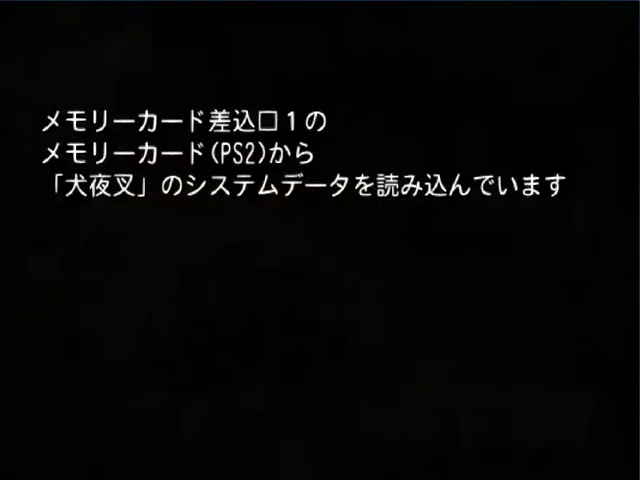 メモリーカード差込口１の
メモリーカード(PS2)から
「犬夜叉」のシステムデータを読み込んでいます